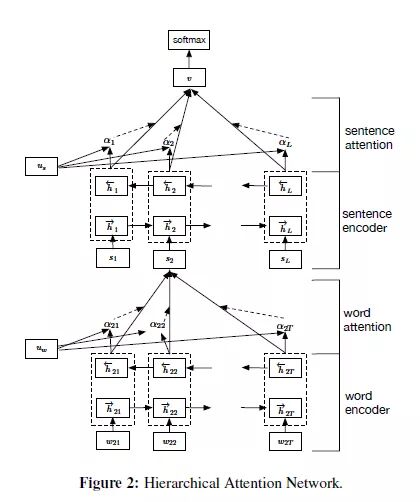 softmax
v
α1 α2 αL
sentence
attention
us
←h1 ←h2 ←hL
→h1 →h2 →hL
sentence
encoder
s1 s2 sL
α21 α22 α2T
word
attention
uw
←h21 ←h22 ←h2T
→h21 →h22 →h2T
word
encoder
w21 w22 w2T
Figure 2: Hierarchical Attention Network.